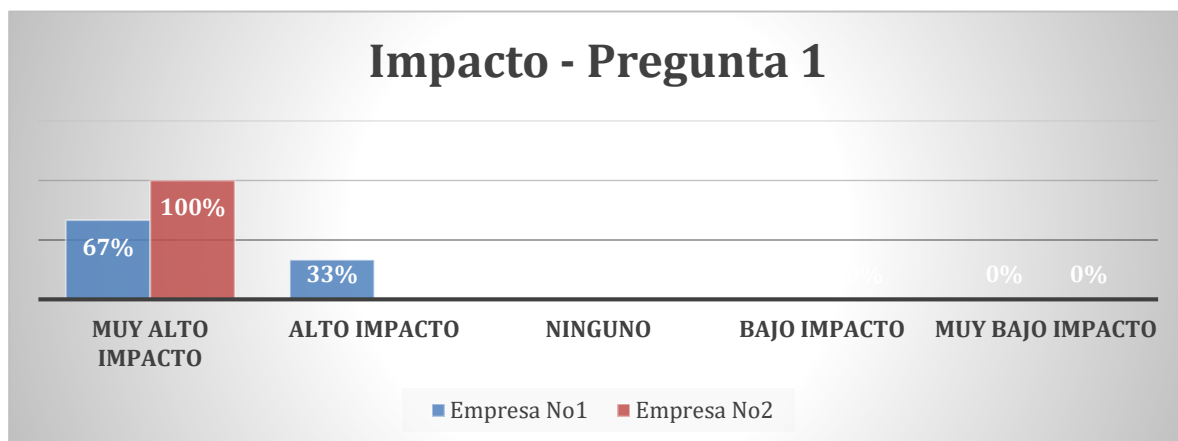 Impacto - Pregunta 1
100%
67%
33%
0% 0%
MUY ALTO IMPACTO
ALTO IMPACTO
NINGUNO
BAJO IMPACTO
MUY BAJO IMPACTO
Empresa No1 Empresa No2